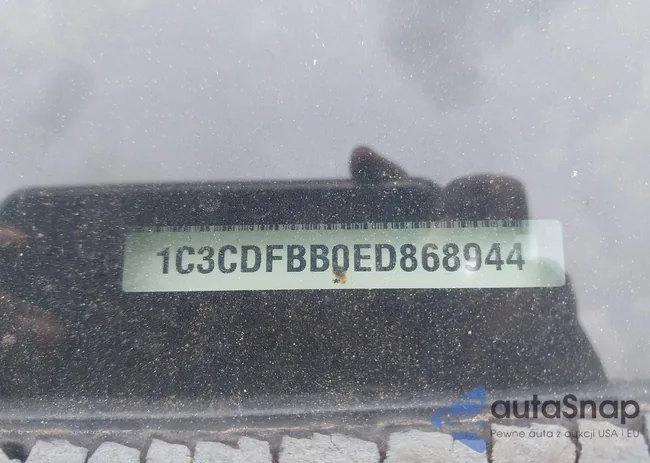 1C3CDFBB0ED868944
autaSnap
Pewne auta z aukcji USA i EU